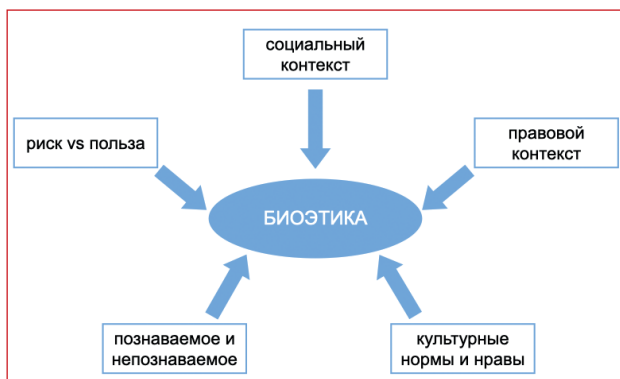 социальный
контекст
риск vs польза
правовой
контекст
БИОЭТИКА
познаваемое и
непознаваемое
культурные
нормы и нравы